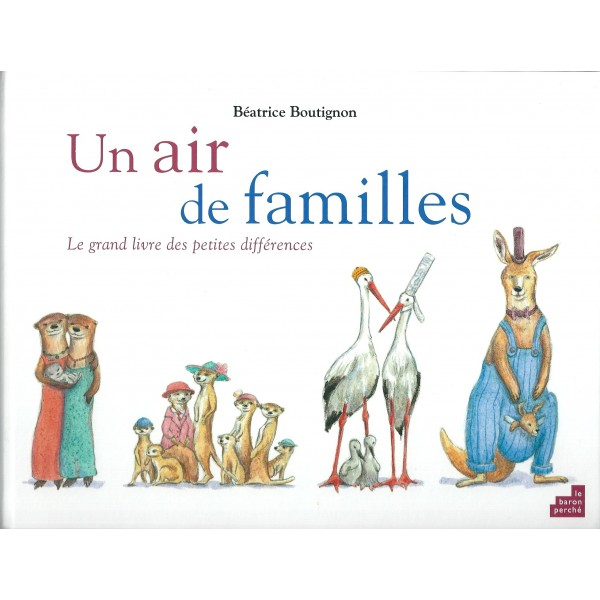 Béatrice Boutignon
Un air
de familles
Le grand livre des petites différences
le
baron
perché